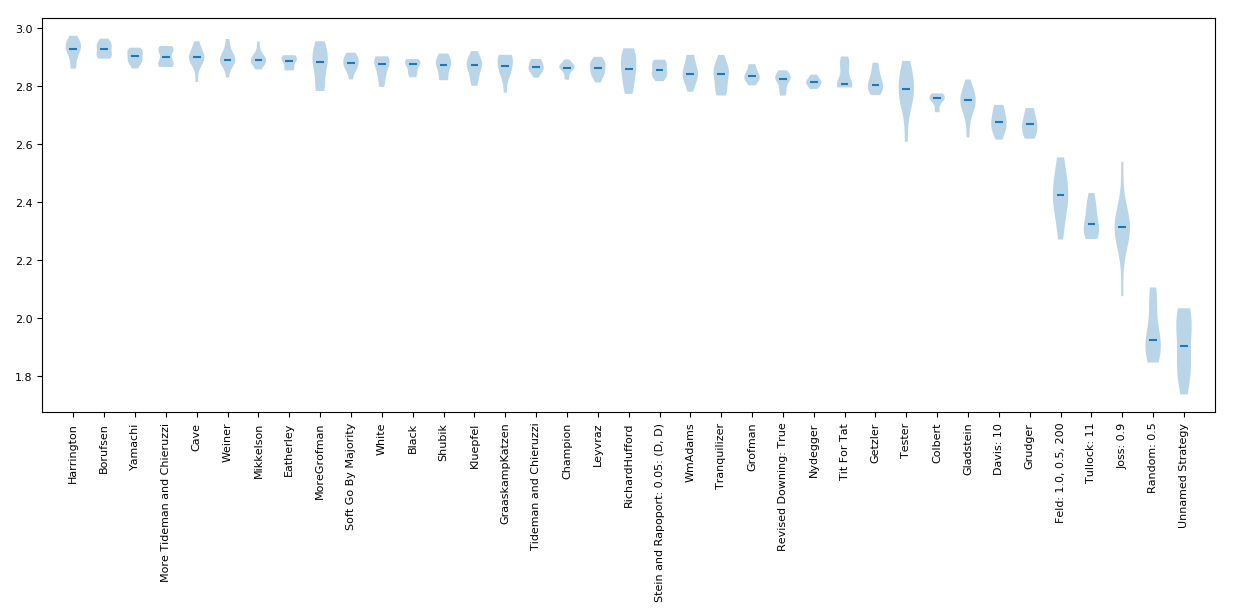 3.0
2.8
2.6
2.4
2.2
2.0
1.8
Harrington
Borufsen
Yamachi
More Tideman and Chieruzzi
Cave
Weiner
Mikkelson
Eatherley
MoreGrofman
Soft Go By Majority
White
Black
Shubik
Kluepfel
GraaskampKatzen
Tideman and Chieruzzi
Champion
Leyvraz
RichardHufford
Stein and Rapoport: 0.05: (D, D)
WmAdams
Tranquilizer
Grofman
Revised Downing: True
Nydegger
Tit For Tat
Getzler
Tester
Colbert
Gladstein
Davis: 10
Grudger
Feld: 1.0, 0.5, 200
Tullock: 11
Joss: 0.9
Random: 0.5
Unnamed Strategy